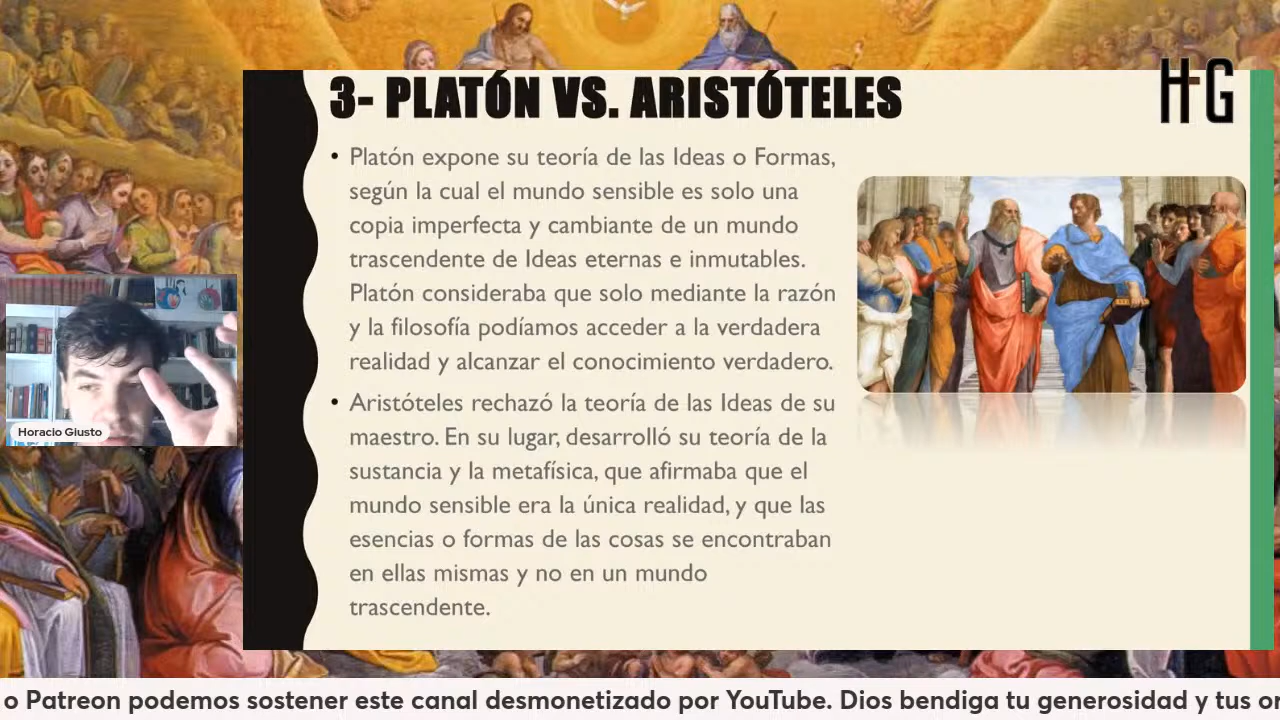 3- PLATÓN VS. ARISTÓTELES
H-G
• Platón expone su teoría de las Ideas o Formas,
según la cual el mundo sensible es solo una
copia imperfecta y cambiante de un mundo
trascendente de Ideas eternas e inmutables.
Platón consideraba que solo mediante la razón
y la filosofía podíamos acceder a la verdadera
realidad y alcanzar el conocimiento verdadero.
• Aristóteles rechazó la teoría de las Ideas de su
maestro. En su lugar, desarrolló su teoría de la
sustancia y la metafísica, que afirmaba que el
mundo sensible era la única realidad, y que las
esencias o formas de las cosas se encontraban
en ellas mismas y no en un mundo
trascendente.
Horacio Giusto
o Patreon podemos sostener este canal desmonetizado por YouTube. Dios bendiga tu generosidad y tus